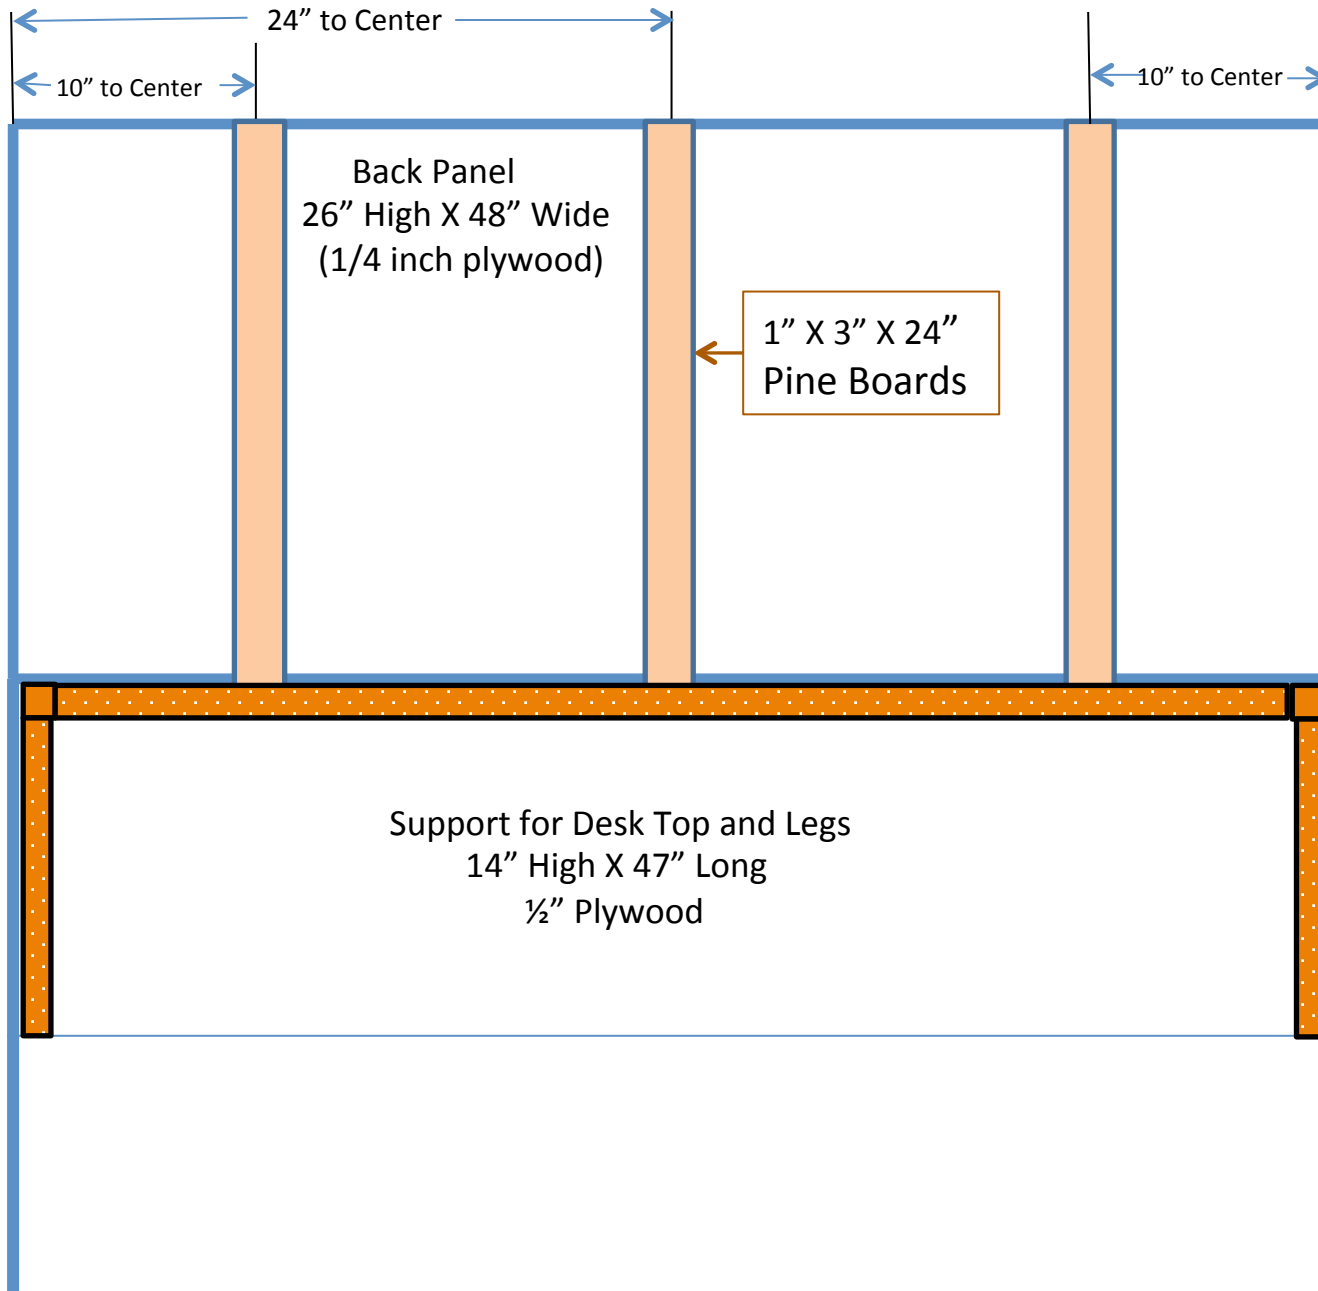 24” to Center
10” to Center
10” to Center
Back Panel
26” High X 48” Wide
(1/4 inch plywood)
1” X 3” X 24”
Pine Boards
Support for Desk Top and Legs
14” High X 47” Long
½” Plywood